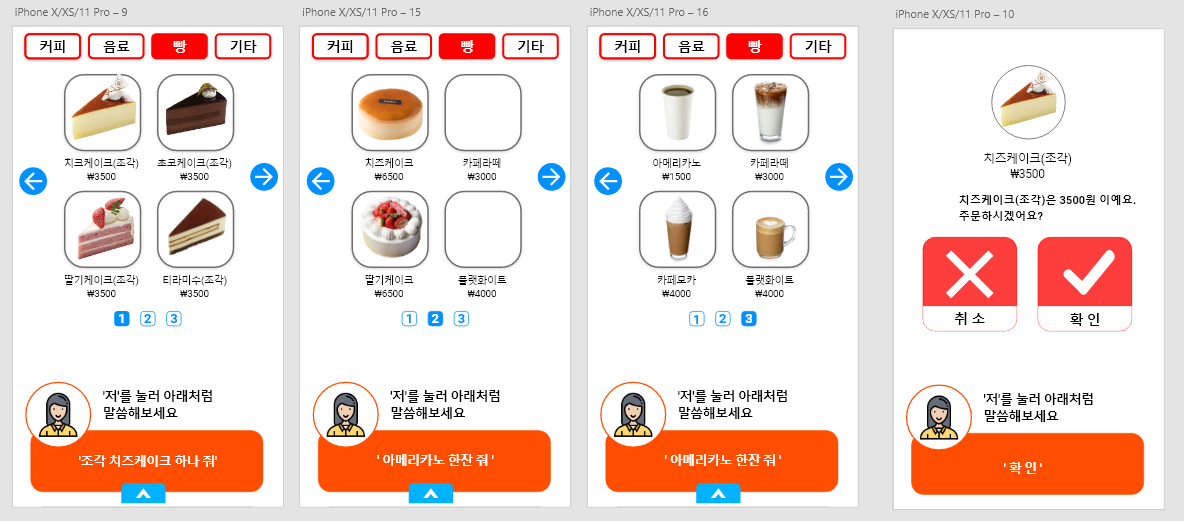 iPhone X/XS/11 Pro – 9
커피 음료 빵 기타
치크케이크(조각) 초코케이크(조각)
₩3500 ₩3500
딸기케이크(조각) 티라미수(조각)
₩3500 ₩3500
1 2 3
'저'를 눌러 아래처럼
말씀해보세요
'조각 치즈케이크 하나 줘'
iPhone X/XS/11 Pro – 15
커피 음료 빵 기타
치즈케이크 카페라떼
₩6500 ₩3000
딸기케이크 플랫화이트
₩6500 ₩4000
1 2 3
'저'를 눌러 아래처럼
말씀해보세요
' 아메리카노 한잔 줘 '
iPhone X/XS/11 Pro – 16
커피 음료 빵 기타
아메리카노 카페라떼
₩1500 ₩3000
카페모카 플랫화이트
₩4000 ₩4000
1 2 3
'저'를 눌러 아래처럼
말씀해보세요
' 아메리카노 한잔 줘 '
iPhone X/XS/11 Pro – 10
치즈케이크(조각)
₩3500
치즈케이크(조각)은 3500원 이예요.
주문하시겠어요?
취 소 확 인
'저'를 눌러 아래처럼
말씀해보세요
' 확 인 '